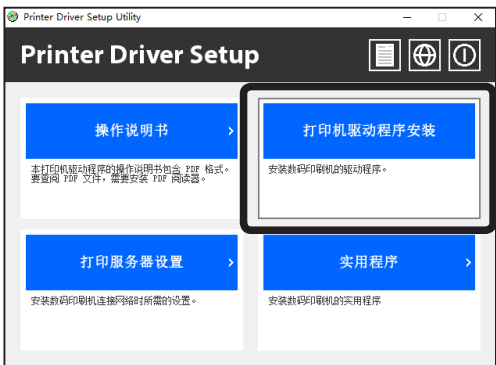 Printer Driver Setup Utility
Printer Driver Setup
操作说明书
打印机驱动程序安装
本打印机驱动程序的操作说明书包含 PDF 格式。
要查阅 PDF 文件，需要安装 PDF 阅读器。
安装数码印刷机的驱动程序。
打印服务器设置
实用程序
安装数码印刷机连接网络时所需的设置。
安装数码印刷机的实用程序